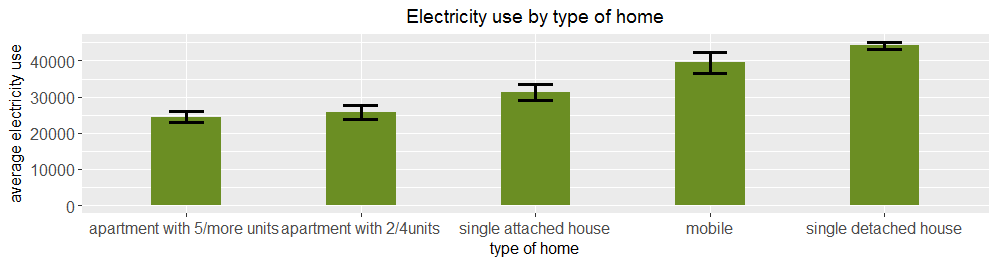 Electricity use by type of home
average electricity use
40000
30000
20000
10000
0
apartment with 5/more units apartment with 2/4units single attached house mobile single detached house
type of home